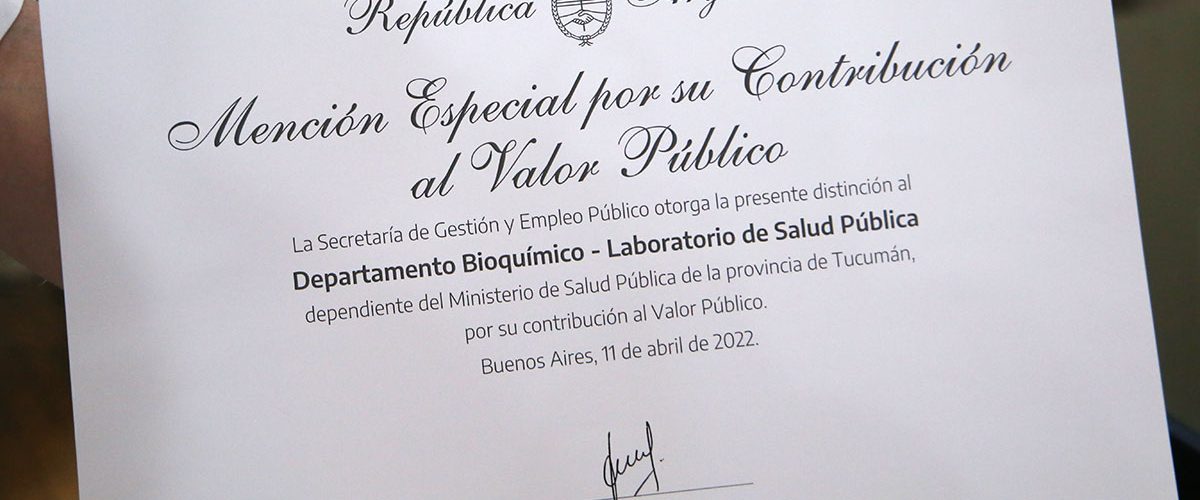 República
Mención Especial por su Contribución
al Valor Público
La Secretaría de Gestión y Empleo Público otorga la presente distinción al
Departamento Bioquímico - Laboratorio de Salud Pública
dependiente del Ministerio de Salud Pública de la provincia de Tucumán,
por su contribución al Valor Público.
Buenos Aires, 11 de abril de 2022.